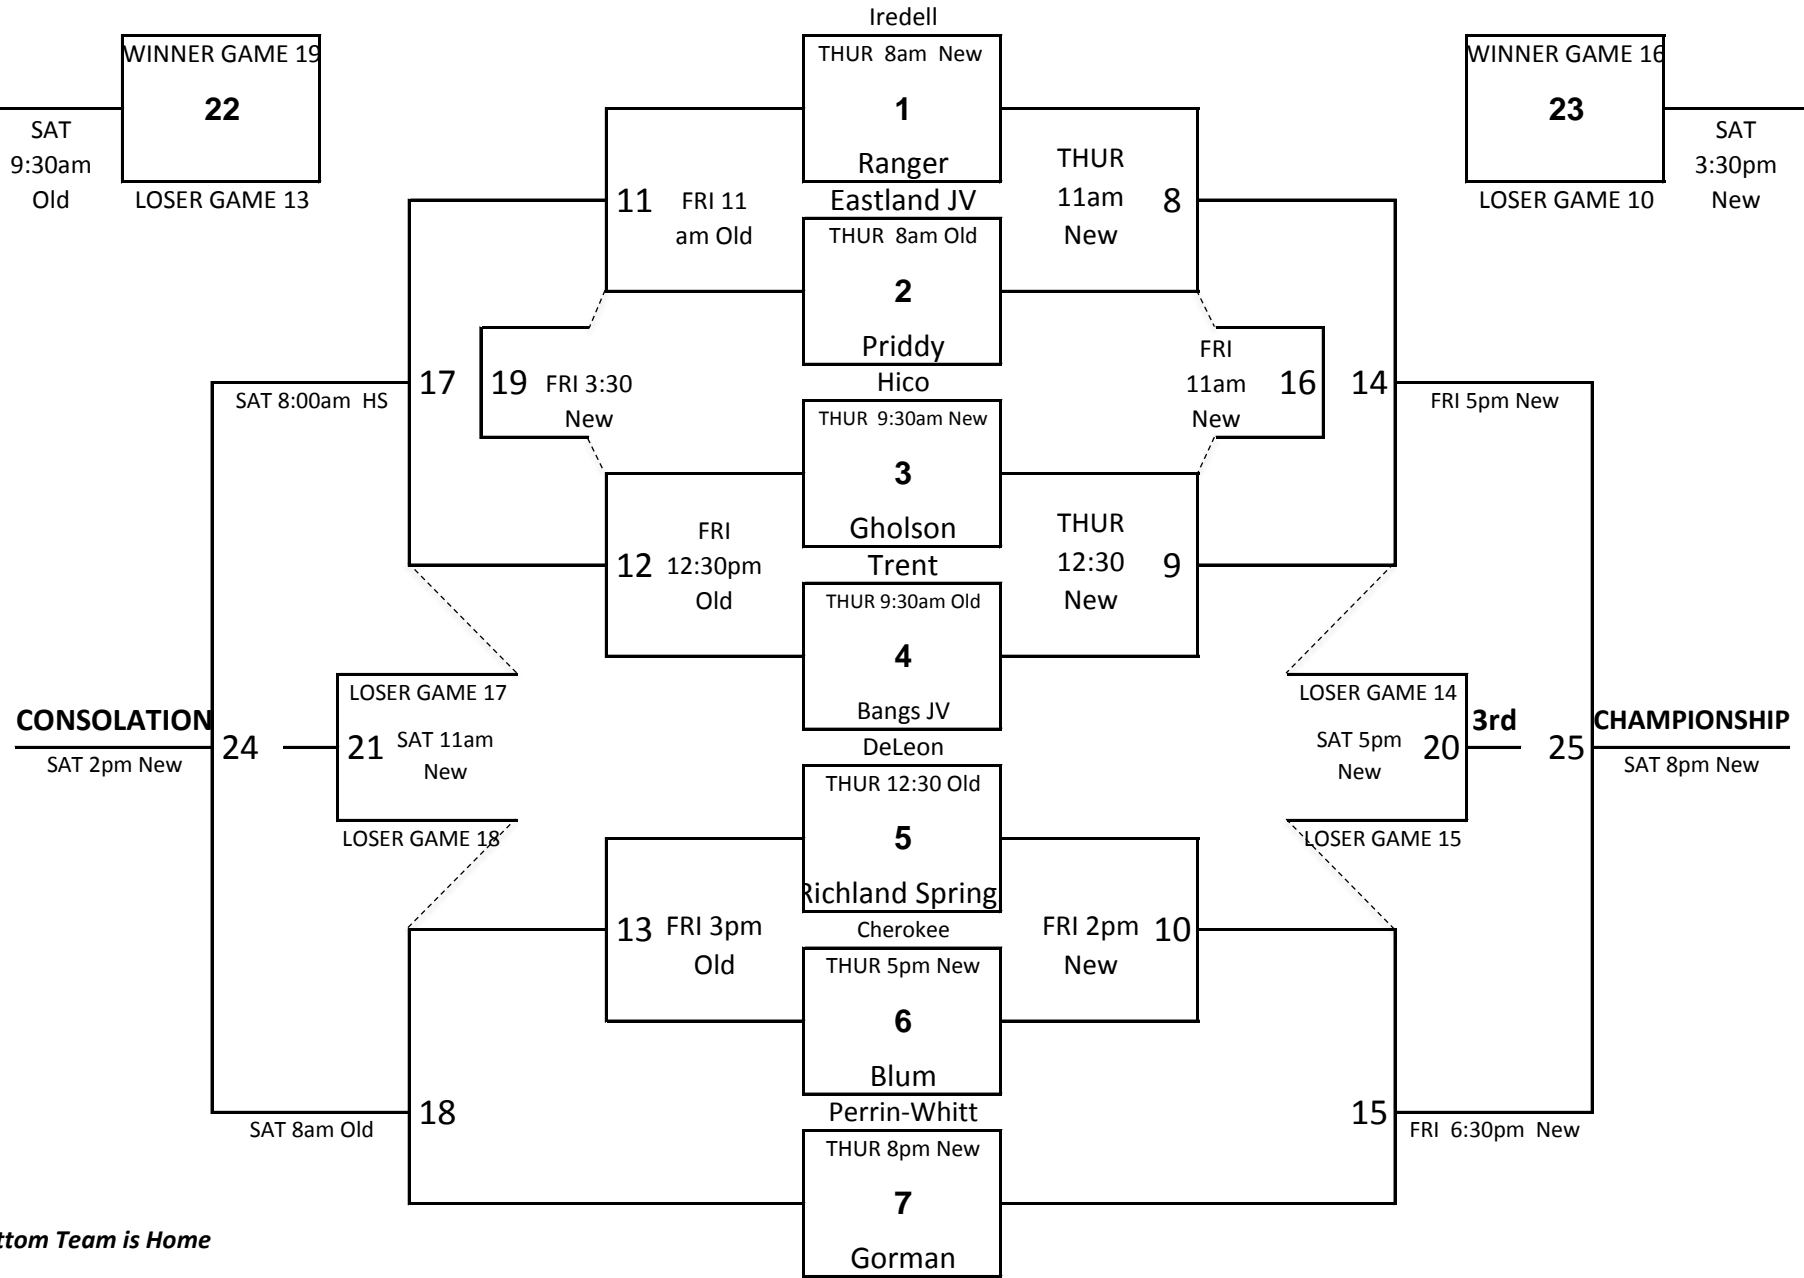 Iredell
WINNER GAME 19
22
LOSER GAME 13
SAT
9:30am
Old
THUR 8am New
1
Ranger
WINNER GAME 16
23
LOSER GAME 10
SAT
3:30pm
New
11
FRI 11
am Old
Eastland JV
THUR 8am Old
2
Priddy
THUR
11am
New
8
17
SAT 8:00am HS
19
FRI 3:30
New
Hico
THUR 9:30am New
3
Gholson
FRI
11am
New
16
14
FRI 5pm New
12
FRI
12:30pm
Old
Trent
THUR 9:30am Old
4
Bangs JV
THUR
12:30
New
9
CONSOLATION
SAT 2pm New
24
LOSER GAME 17
21
SAT 11am
New
LOSER GAME 18
LOSER GAME 14
SAT 5pm
New
20
3rd
LOSER GAME 15
25
CHAMPIONSHIP
SAT 8pm New
DeLeon
THUR 12:30 Old
5
Richland Spring
13
FRI 3pm
Old
Cherokee
THUR 5pm New
6
Blum
FRI 2pm
New
10
18
SAT 8am Old
Perrin-Whitt
THUR 8pm New
7
Gorman
15
FRI 6:30pm New
ttom Team is Home